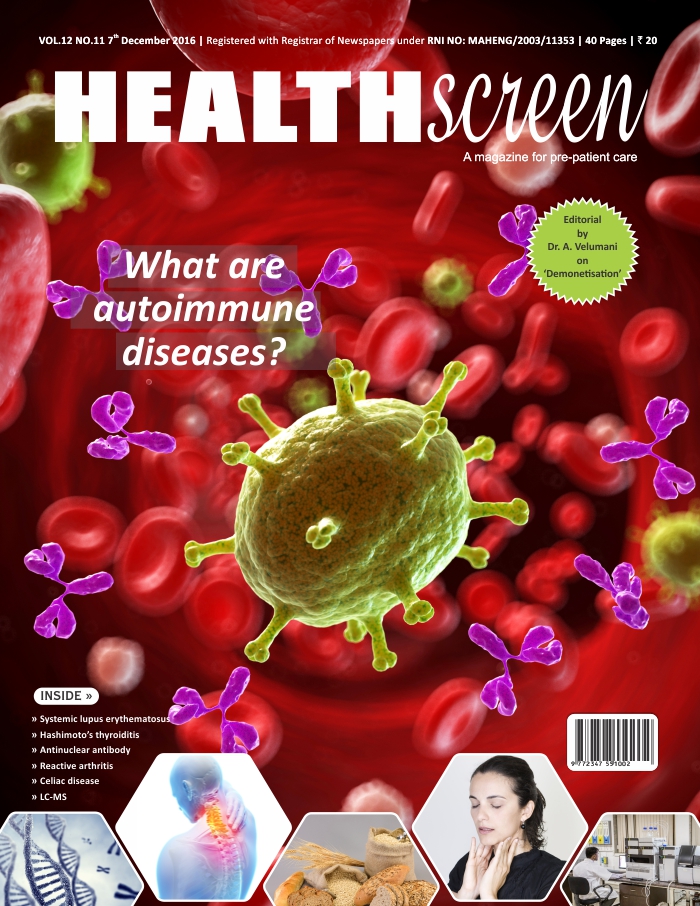 VOL.12 NO.11 7th December 2016 | Registered with Registrar of Newspapers under RNI NO: MAHENG/2003/11353 | 40 Pages | ₹ 20
HEALTHscreen
A magazine for pre-patient care
Editorial
by
Dr. A. Velumani
on
‘Demonetisation’
What are
autoimmune
diseases?
INSIDE »
» Systemic lupus erythematosus
» Hashimoto's thyroiditis
» Antinuclear antibody
» Reactive arthritis
» Celiac disease
» LC-MS
9 772347 591002